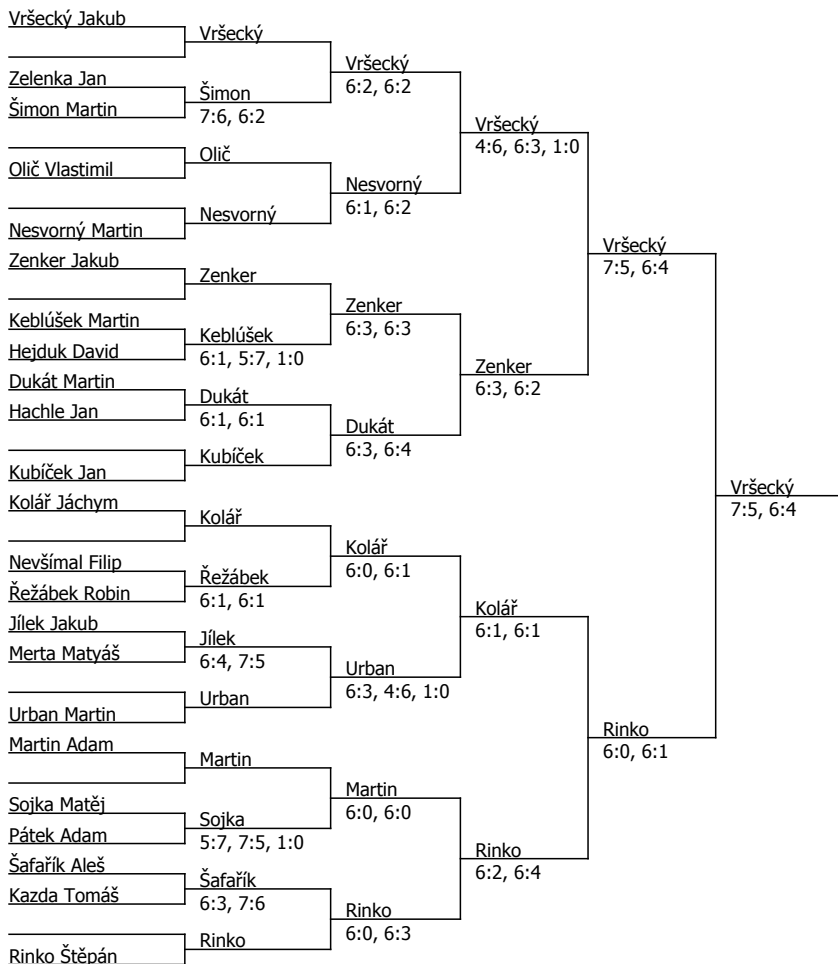 Vršecký Jakub
Zelenka Jan
Šimon Martin
Olič Vlastimil
Nesvorný Martin
Zenker Jakub
Keblúšek Martin
Hejduk David
Dukát Martin
Hachle Jan
Kubíček Jan
Kolář Jáchym
Nevšímal Filip
Řežábek Robin
Jílek Jakub
Merta Matyáš
Urban Martin
Martin Adam
Sojka Matěj
Pátek Adam
Šafařík Aleš
Kazda Tomáš
Rinko Štěpán
Vršecký
Šimon
7:6, 6:2
Olič
Nesvorný
Zenker
Keblúšek
6:1, 5:7, 1:0
Dukát
6:1, 6:1
Kubíček
Kolář
Řežábek
6:1, 6:1
Jílek
6:4, 7:5
Urban
Martin
Sojka
5:7, 7:5, 1:0
Šafařík
6:3, 7:6
Rinko
Vršecký
6:2, 6:2
Nesvorný
6:1, 6:2
Zenker
6:3, 6:3
Dukát
6:3, 6:4
Kolář
6:0, 6:1
Urban
6:3, 4:6, 1:0
Martin
6:0, 6:0
Rinko
6:0, 6:3
Vršecký
4:6, 6:3, 1:0
Zenker
6:3, 6:2
Kolář
6:1, 6:1
Rinko
6:2, 6:4
Vršecký
7:5, 6:4
Rinko
6:0, 6:1
Vršecký
7:5, 6:4